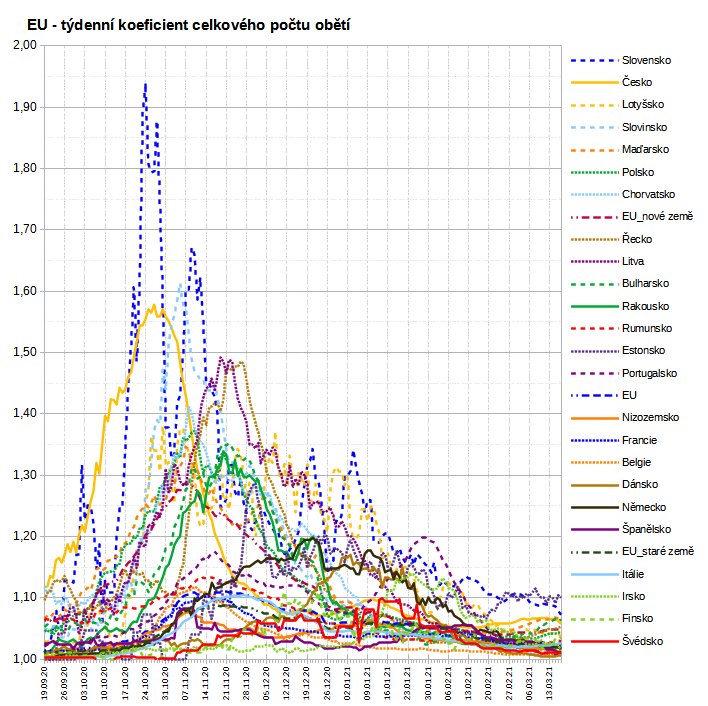 EU - týdenní koeficient celkového počtu obětí
2,00
1,90
1,80
1,70
1,60
1,50
1,40
1,30
1,20
1,10
1,00
Slovensko
Česko
Lotyšsko
Slovinsko
Maďarsko
Polsko
Chorvatsko
EU_nové země
Řecko
Litva
Bulharsko
Rakousko
Rumunsko
Estonsko
Portugalsko
EU
Nizozemsko
Francie
Belgie
Dánsko
Německo
Španělsko
EU_staré země
Itálie
Irsko
Finsko
Švédsko
19.09.20
26.09.20
03.10.20
10.10.20
17.10.20
24.10.20
31.10.20
07.11.20
14.11.20
21.11.20
28.11.20
05.12.20
12.12.20
19.12.20
26.12.20
02.01.21
09.01.21
16.01.21
23.01.21
30.01.21
06.02.21
13.02.21
20.02.21
27.02.21
06.03.21
13.03.21